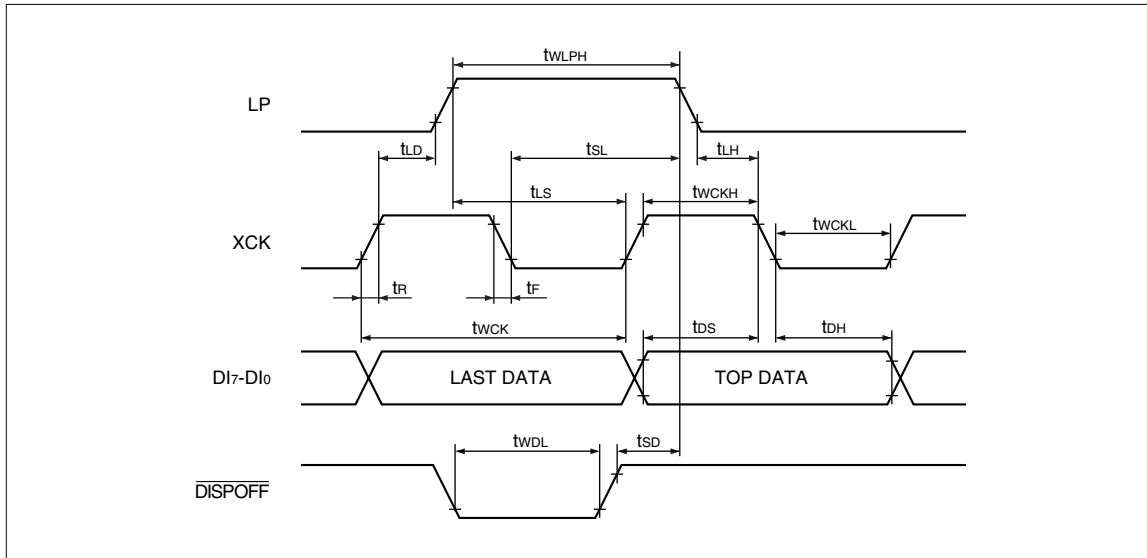 tWLPH
LP
tLD
tSL
tLH
tLS
tWCKH
XCK
tWCKL
tR
tF
tWCK
tDS
tDH
DI7-DI0
LAST DATA
TOP DATA
tWDL
tSD
DISPOFF